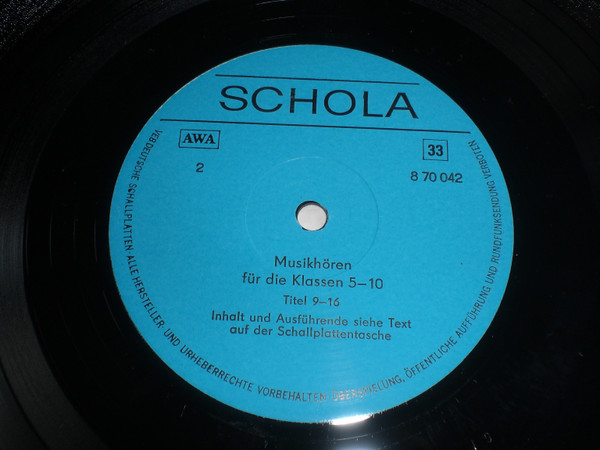 SCHOLA
AWA
33
2
8 70 042
Musikhören
für die Klassen 5–10
Titel 9–16
Inhalt und Ausführende siehe Text
auf der Schallplattentasche
VEB DEUTSCHE SCHALLPLATTEN · ALLE HERSTELLER- UND URHEBERRECHTE VORBEHALTEN · ÜBERSPIELUNG, ÖFFENTLICHE AUFFÜHRUNG UND RUNDFUNKSENDUNG VERBOTEN